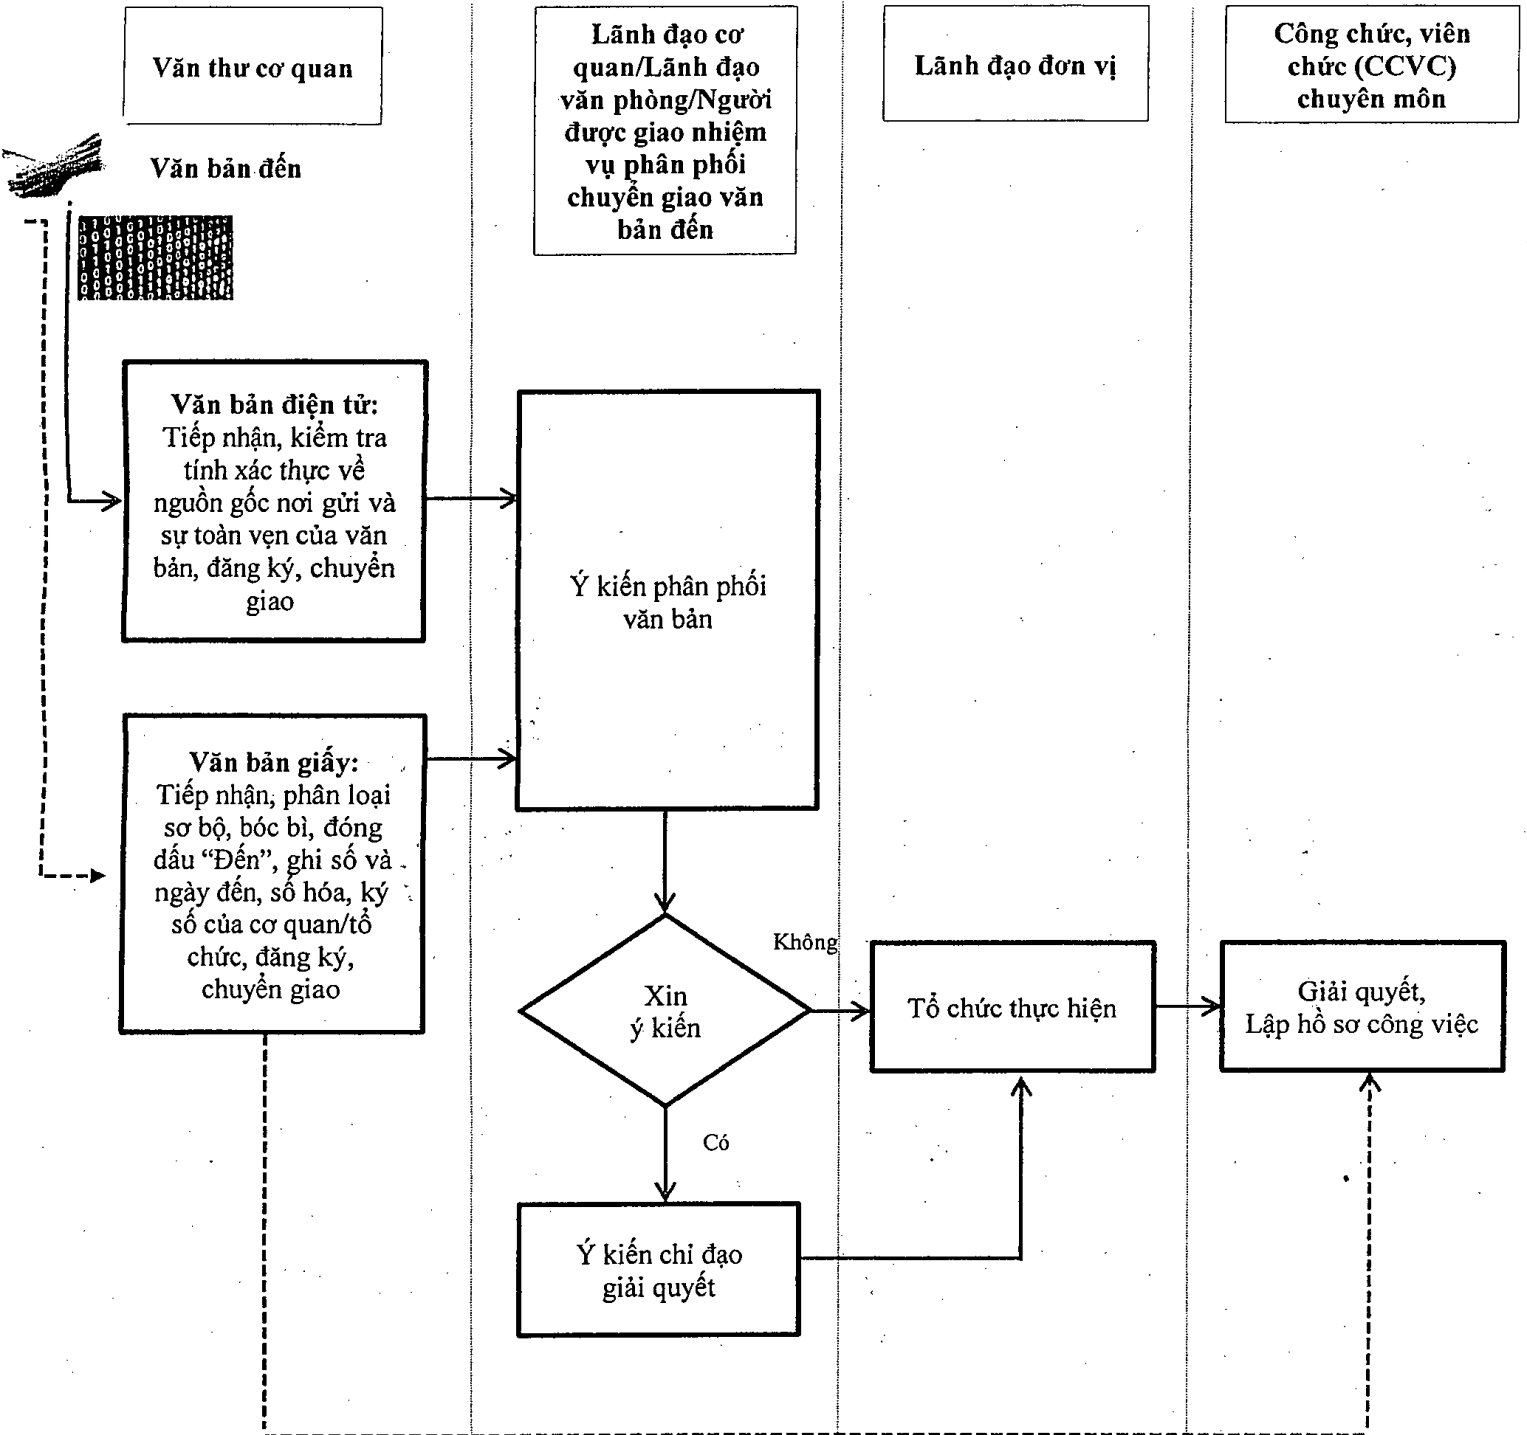 Văn thư cơ quan
Lãnh đạo cơ
quan/Lãnh đạo
văn phòng/Người
được giao nhiệm
vụ phân phối
chuyển giao văn
bản đến
Lãnh đạo đơn vị
Công chức, viên
chức (CCVC)
chuyên môn
Văn bản đến
Văn bản điện tử:
Tiếp nhận, kiểm tra
tính xác thực về
nguồn gốc nơi gửi và
sự toàn vẹn của văn
bản, đăng ký, chuyển
giao
Ý kiến phân phối
văn bản
Văn bản giấy:
Tiếp nhận, phân loại
sơ bộ, bóc bì, đóng
dấu “Đến”, ghi số và
ngày đến, số hóa, ký
số của cơ quan/tổ
chức, đăng ký,
chuyển giao
Xin
ý kiến
Không
Tổ chức thực hiện
Giải quyết,
Lập hồ sơ công việc
Có
Ý kiến chỉ đạo
giải quyết